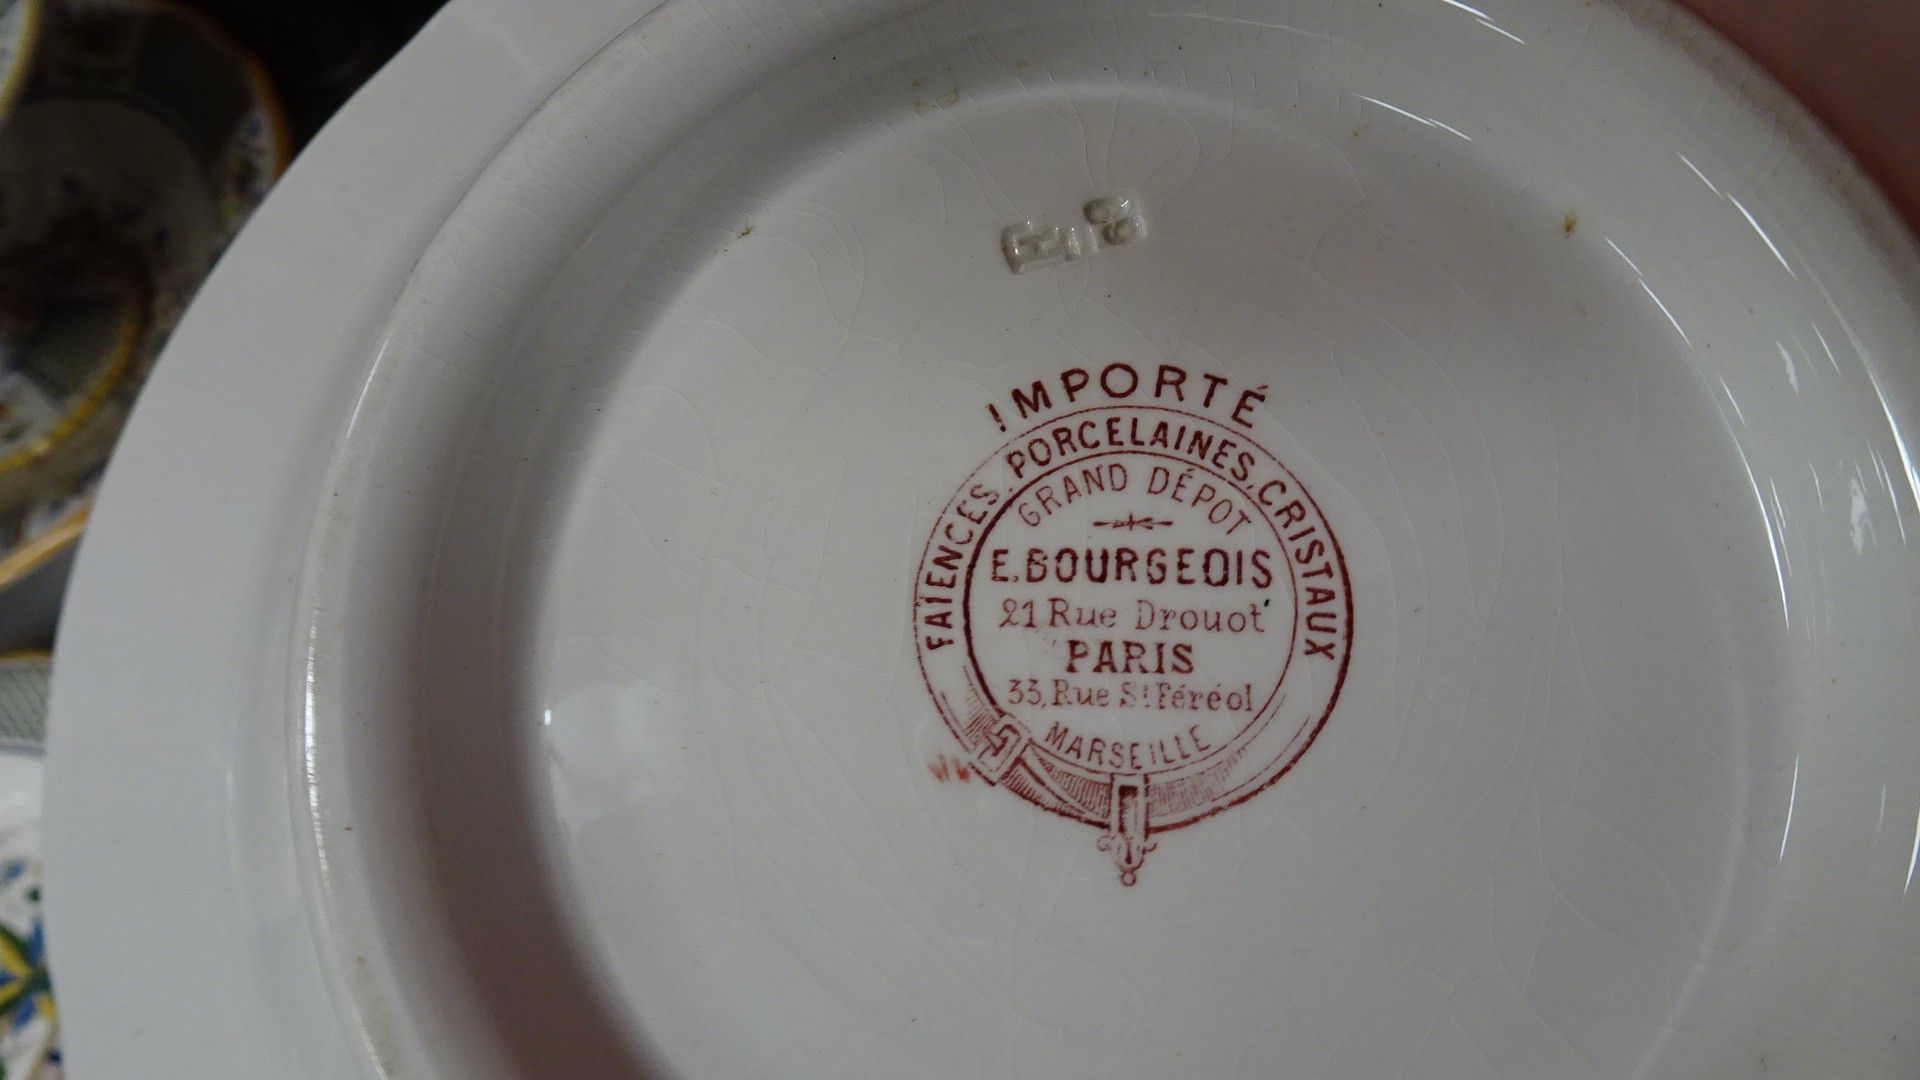 IMPORTÉ
FAÏENCES. PORCELAINES, CRISTAUX
GRAND DÉPOT
E. BOURGEOIS
21 Rue Drouot
PARIS
33, Rue St Féréol
MARSEILLE